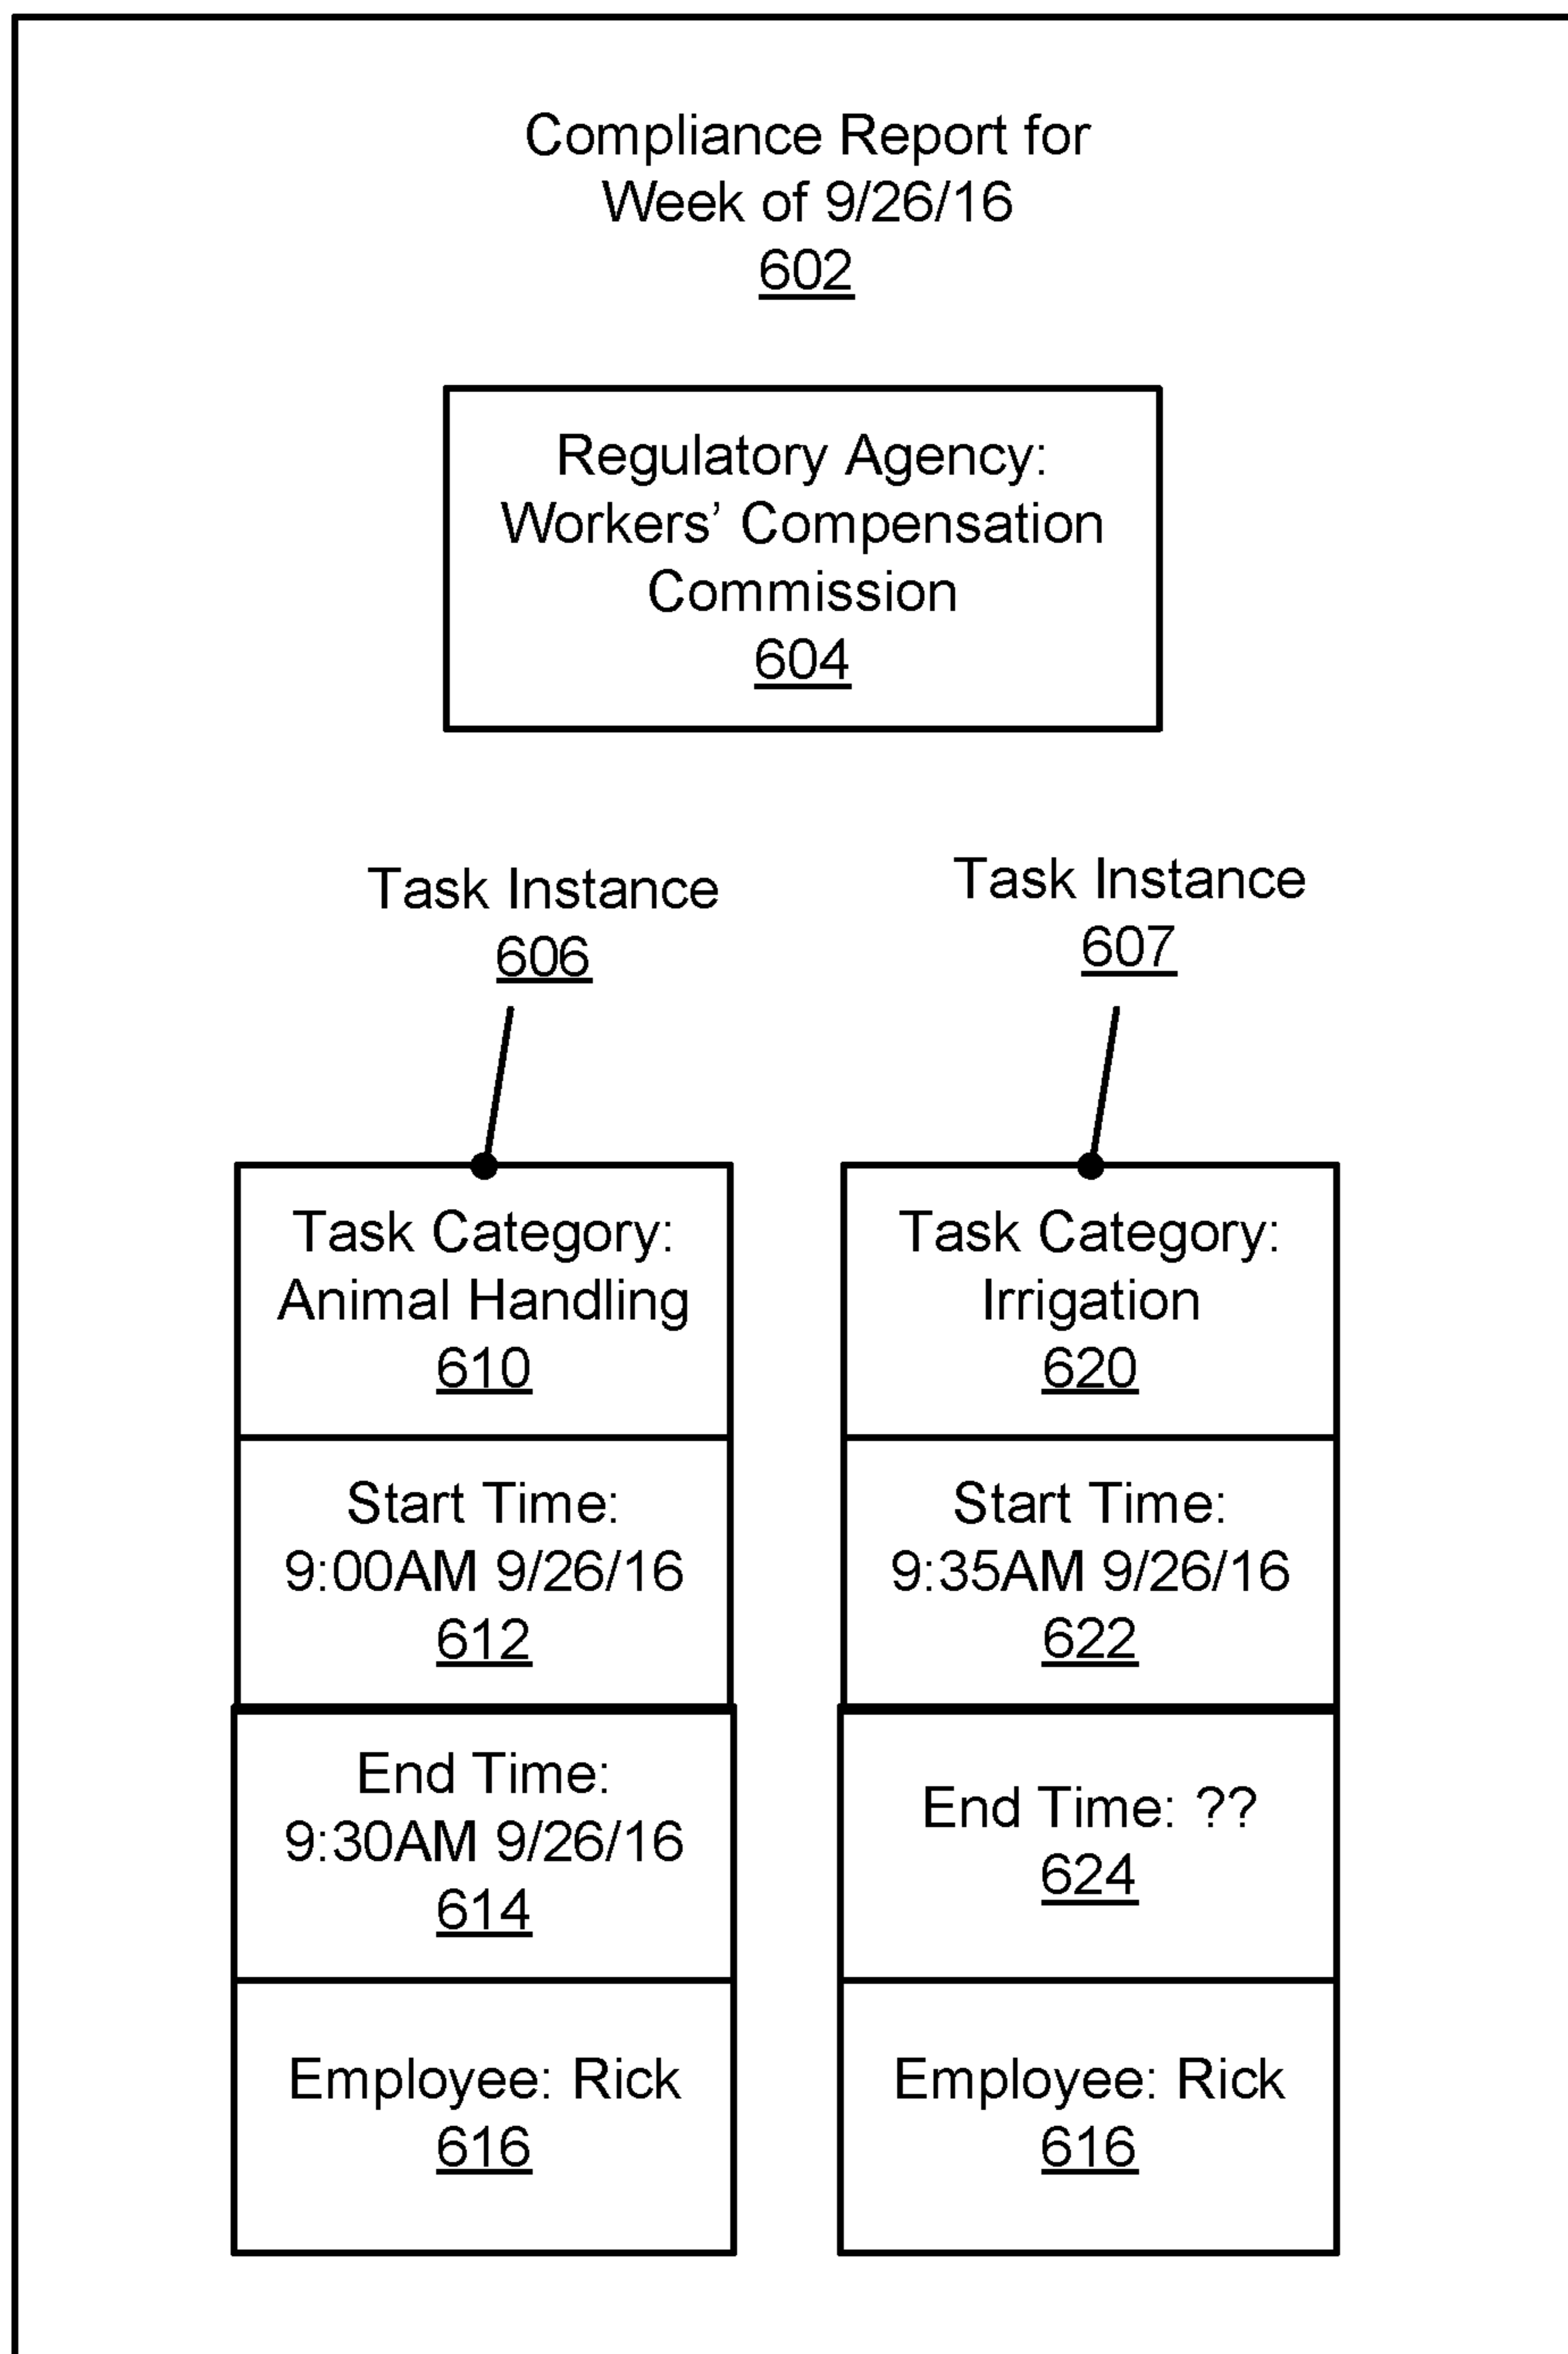 Compliance Report for
Week of 9/26/16
602
Regulatory Agency:
Workers’ Compensation
Commission
604
Task Instance
606
Task Instance
607
Task Category:
Animal Handling
610
Start Time:
9:00AM 9/26/16
612
End Time:
9:30AM 9/26/16
614
Employee: Rick
616
Task Category:
Irrigation
620
Start Time:
9:35AM 9/26/16
622
End Time: ??
624
Employee: Rick
616